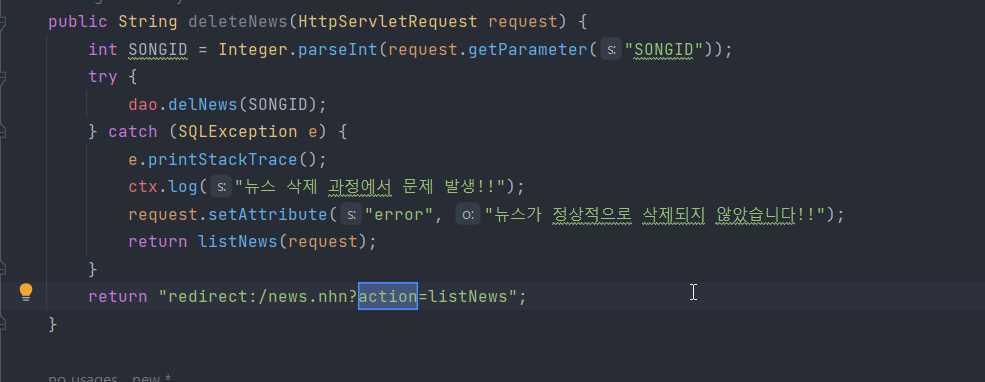 public String deleteNews(HttpServletRequest request) {
int SONGID = Integer.parseInt(request.getParameter( s: "SONGID"));
try {
dao.delNews(SONGID);
} catch (SQLException e) {
e.printStackTrace();
ctx.log( s: "뉴스 삭제 과정에서 문제 발생!!");
request.setAttribute( s: "error", o: "뉴스가 정상적으로 삭제되지 않았습니다!!");
return listNews(request);
}
return "redirect:/news.nhn?action=listNews";
}
no usages new *